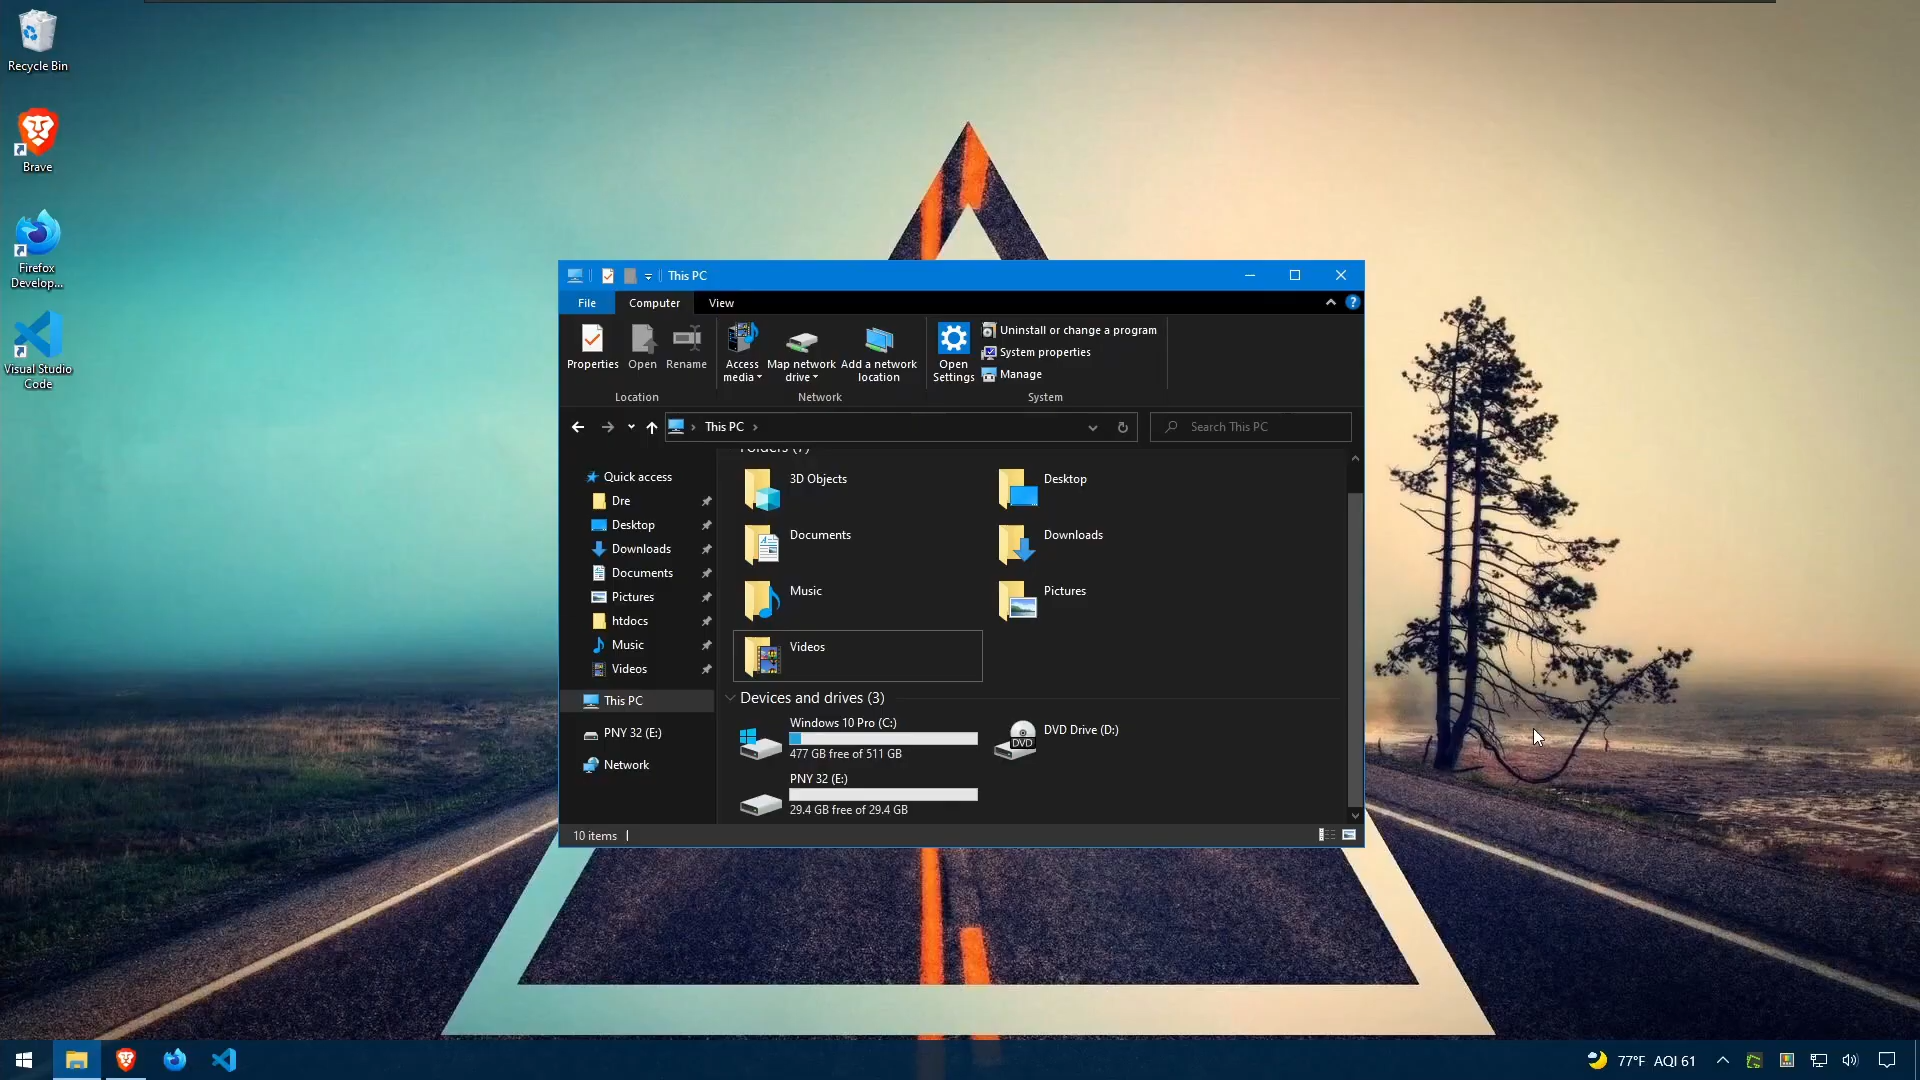 Recycle Bin
Brave
Firefox
Develop...
Visual Studio
Code
This PC
File
Computer
View
Properties
Open
Rename
Access
media
Map network
drive
Add a network
location
Open
Settings
Uninstall or change a program
System properties
Manage
Location
Network
System
This PC
Search This PC
Quick access
Dre
Desktop
Downloads
Documents
Pictures
htdocs
Music
Videos
This PC
PNY 32 (E:)
Network
Folders (7)
3D Objects
Desktop
Documents
Downloads
Music
Pictures
Videos
Devices and drives (3)
Windows 10 Pro (C:)
477 GB free of 511 GB
DVD
DVD Drive (D:)
PNY 32 (E:)
29.4 GB free of 29.4 GB
10 items
77°F AQI 61